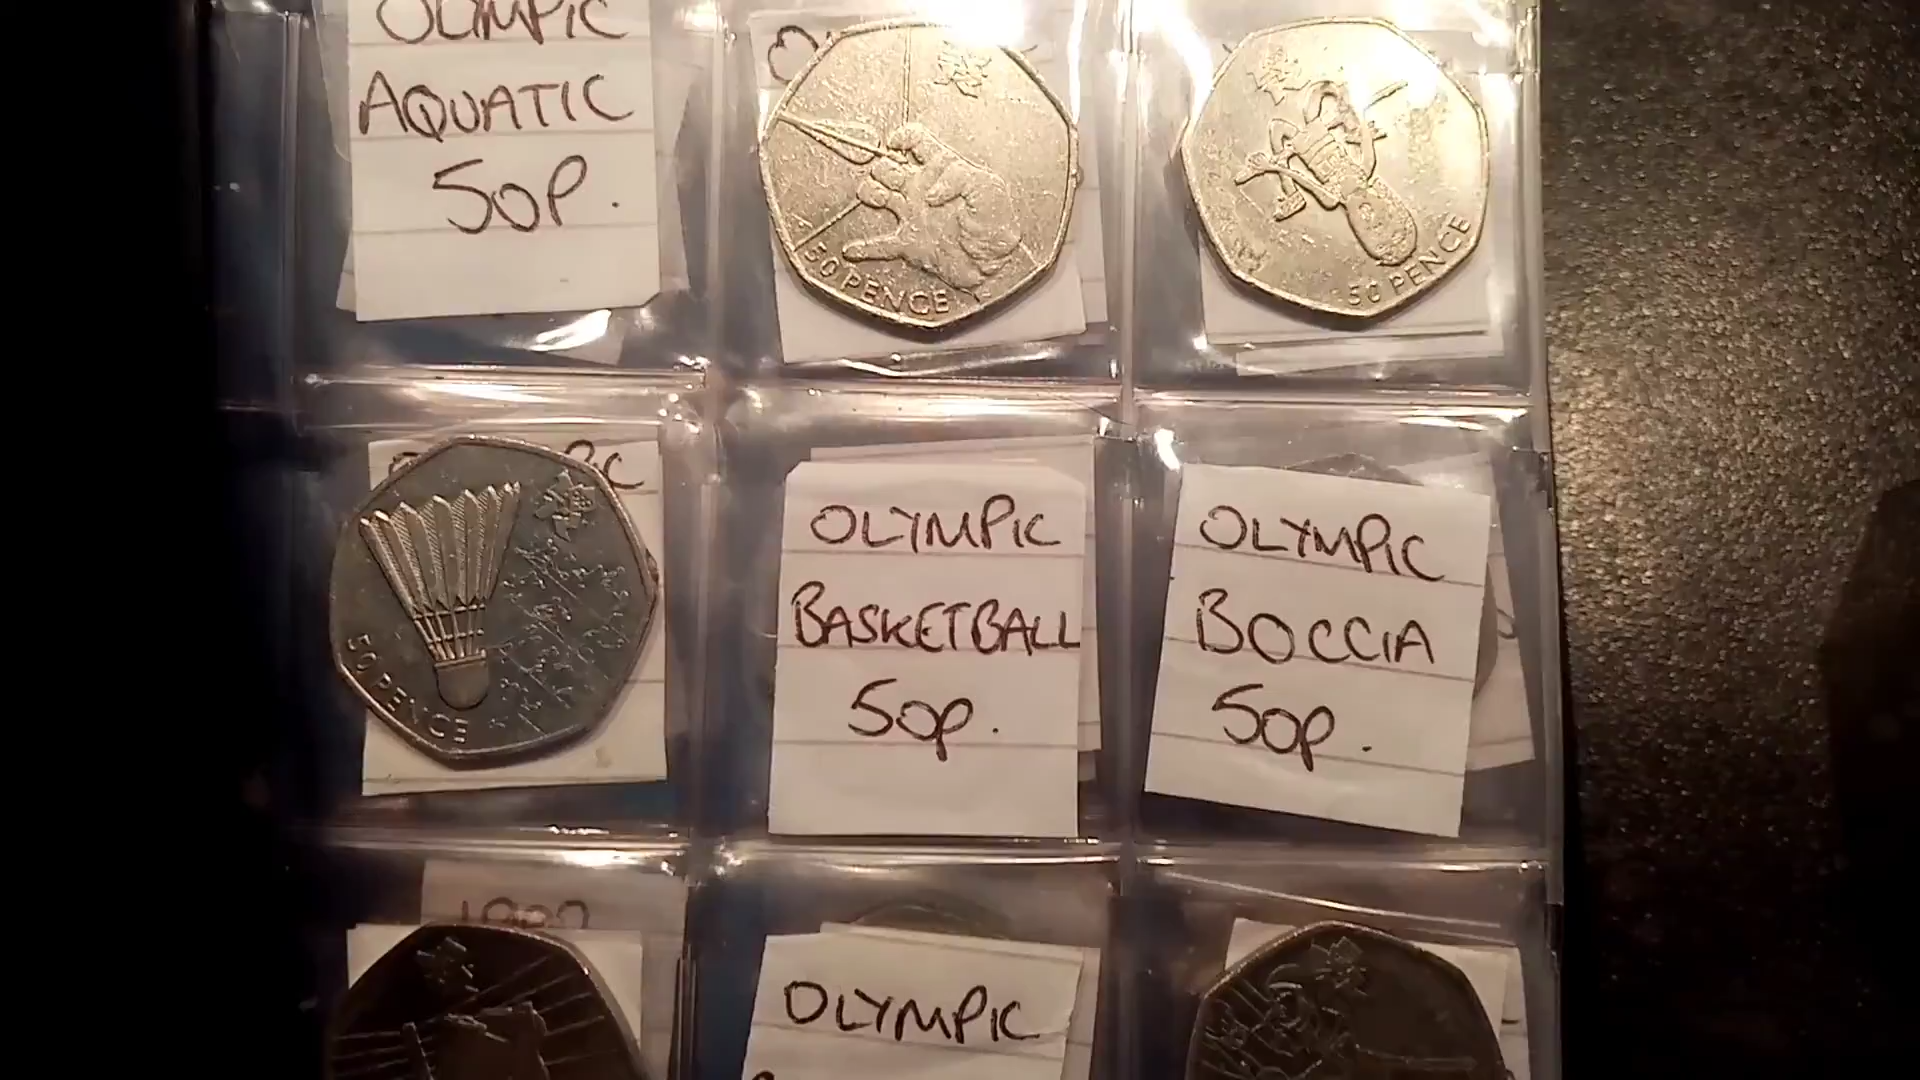 OLYMPIC
AQUATIC
50P.
50 PENCE
50 PENCE
50 PENCE
OLYMPIC
BASKETBALL
50p.
OLYMPIC
BOCCIA
50p.
OLYMPIC